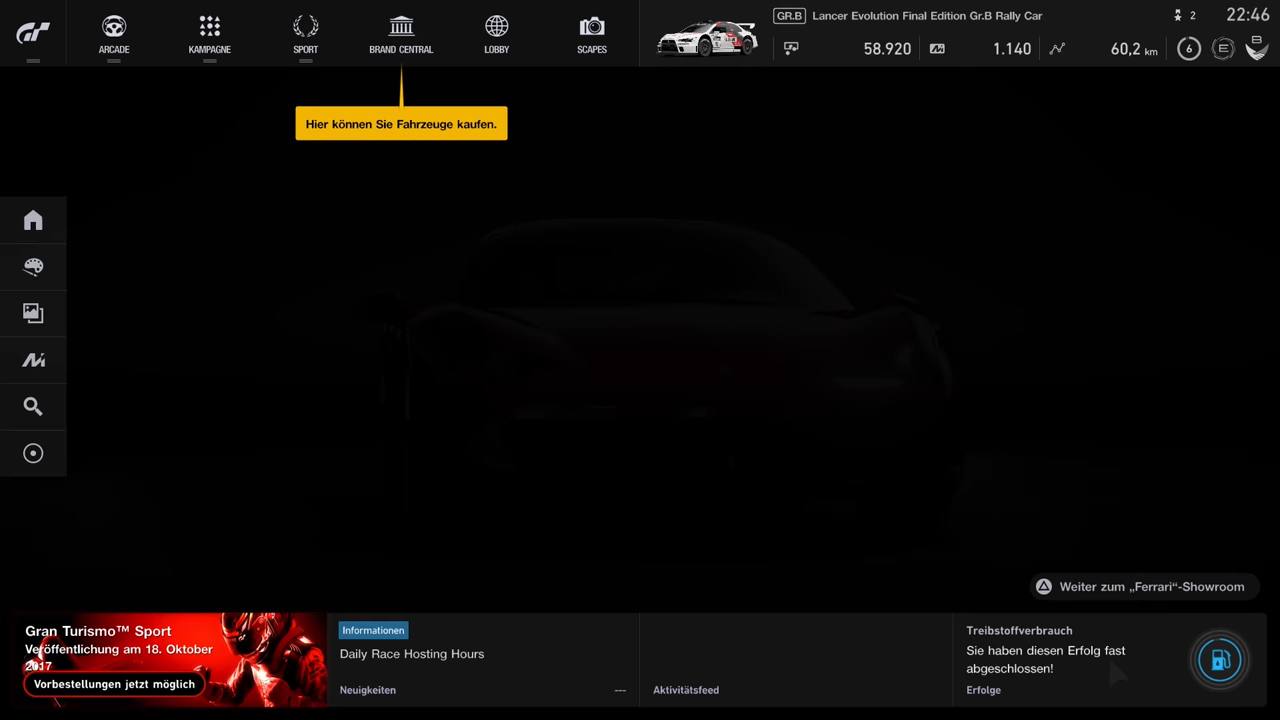 ARCADE
KAMPAGNE
SPORT
BRAND CENTRAL
LOBBY
SCAPES
GR.B Lancer Evolution Final Edition Gr.B Rally Car
2
22:46
58.920
1.140
60,2 km
6
E
B
Hier können Sie Fahrzeuge kaufen.
Weiter zum „Ferrari“-Showroom
Gran Turismo™ Sport
Veröffentlichung am 18. Oktober
2017
Vorbestellungen jetzt möglich
Informationen
Daily Race Hosting Hours
Neuigkeiten ---
Aktivitätsfeed
Treibstoffverbrauch
Sie haben diesen Erfolg fast
abgeschlossen!
Erfolge